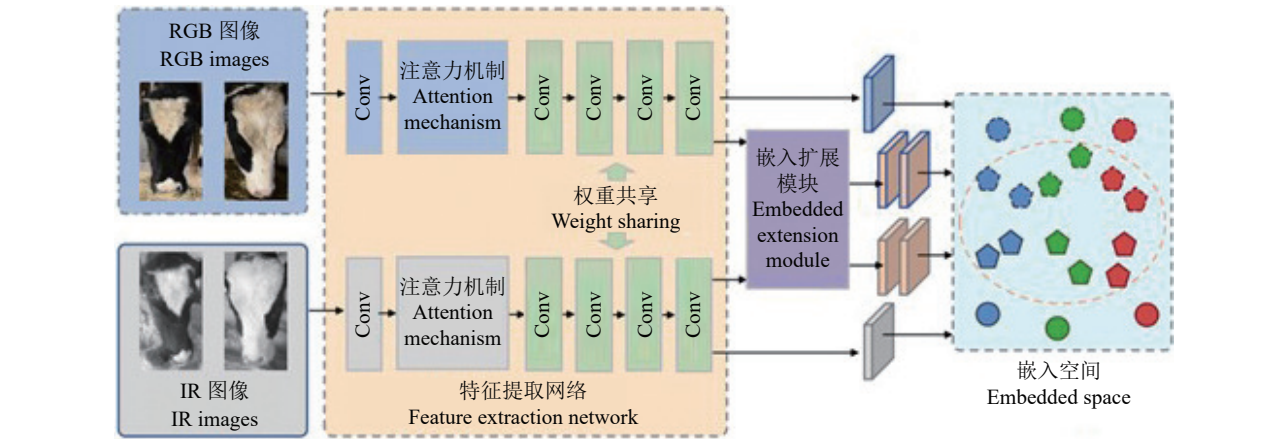 RGB 图像
RGB images
Conv
注意力机制
Attention
mechanism
Conv
Conv
Conv
Conv
权重共享
Weight sharing
嵌入扩展
模块
Embedded
extension
module
IR 图像
IR images
Conv
注意力机制
Attention
mechanism
Conv
Conv
Conv
Conv
特征提取网络
Feature extraction network
嵌入空间
Embedded space